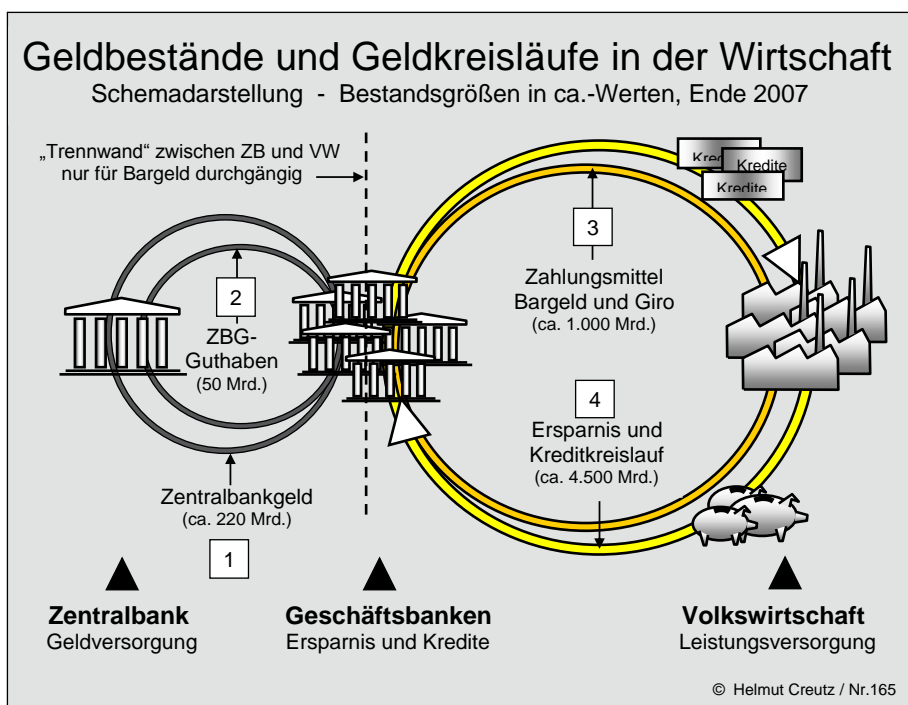 Geldbestände und Geldkreisläufe in der Wirtschaft
Schemadarstellung - Bestandsgrößen in ca.-Werten, Ende 2007
„Trennwand“ zwischen ZB und VW
nur für Bargeld durchgängig
Kredite
Kredite
Kredite
3
Zahlungsmittel
Bargeld und Giro
(ca. 1.000 Mrd.)
2
ZBG-
Guthaben
(50 Mrd.)
4
Ersparnis und
Kreditkreislauf
(ca. 4.500 Mrd.)
Zentralbankgeld
(ca. 220 Mrd.)
1
Zentralbank
Geldversorgung
Geschäftsbanken
Ersparnis und Kredite
Volkswirtschaft
Leistungsversorgung
© Helmut Creutz / Nr.165